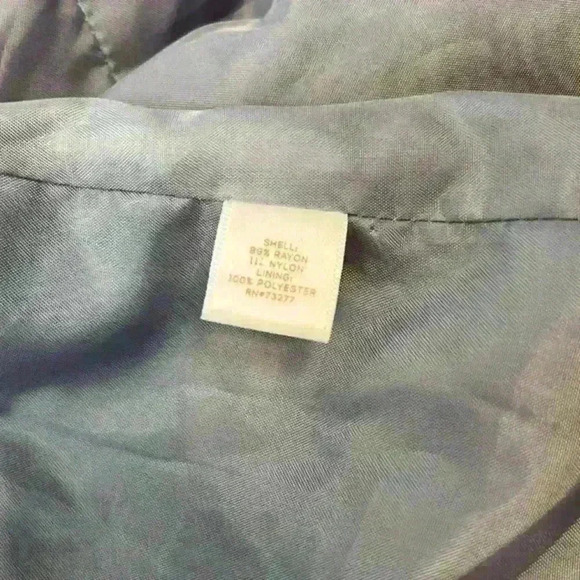 SHELL:
89% RAYON
11% NYLON
LINING:
100% POLYESTER
RN#73277